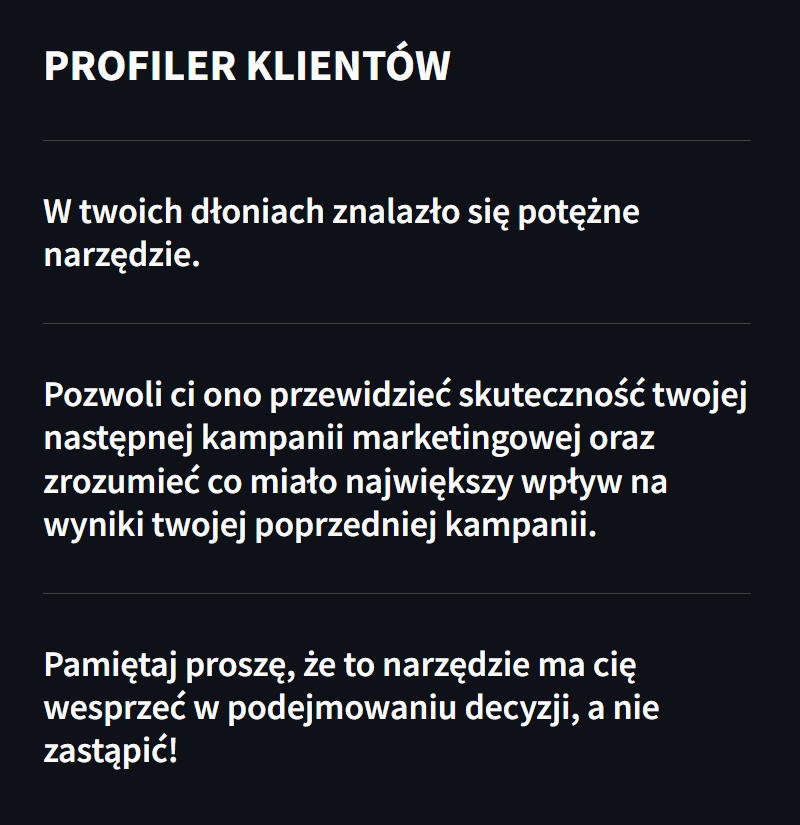 PROFILER KLIENTÓW
W twoich dłoniach znalazło się potężne
narzędzie.
Pozwoli ci ono przewidzieć skuteczność twojej
następnej kampanii marketingowej oraz
zrozumieć co miało największy wpływ na
wyniki twojej poprzedniej kampanii.
Pamiętaj proszę, że to narzędzie ma cię
wesprzeć w podejmowaniu decyzji, a nie
zastąpić!